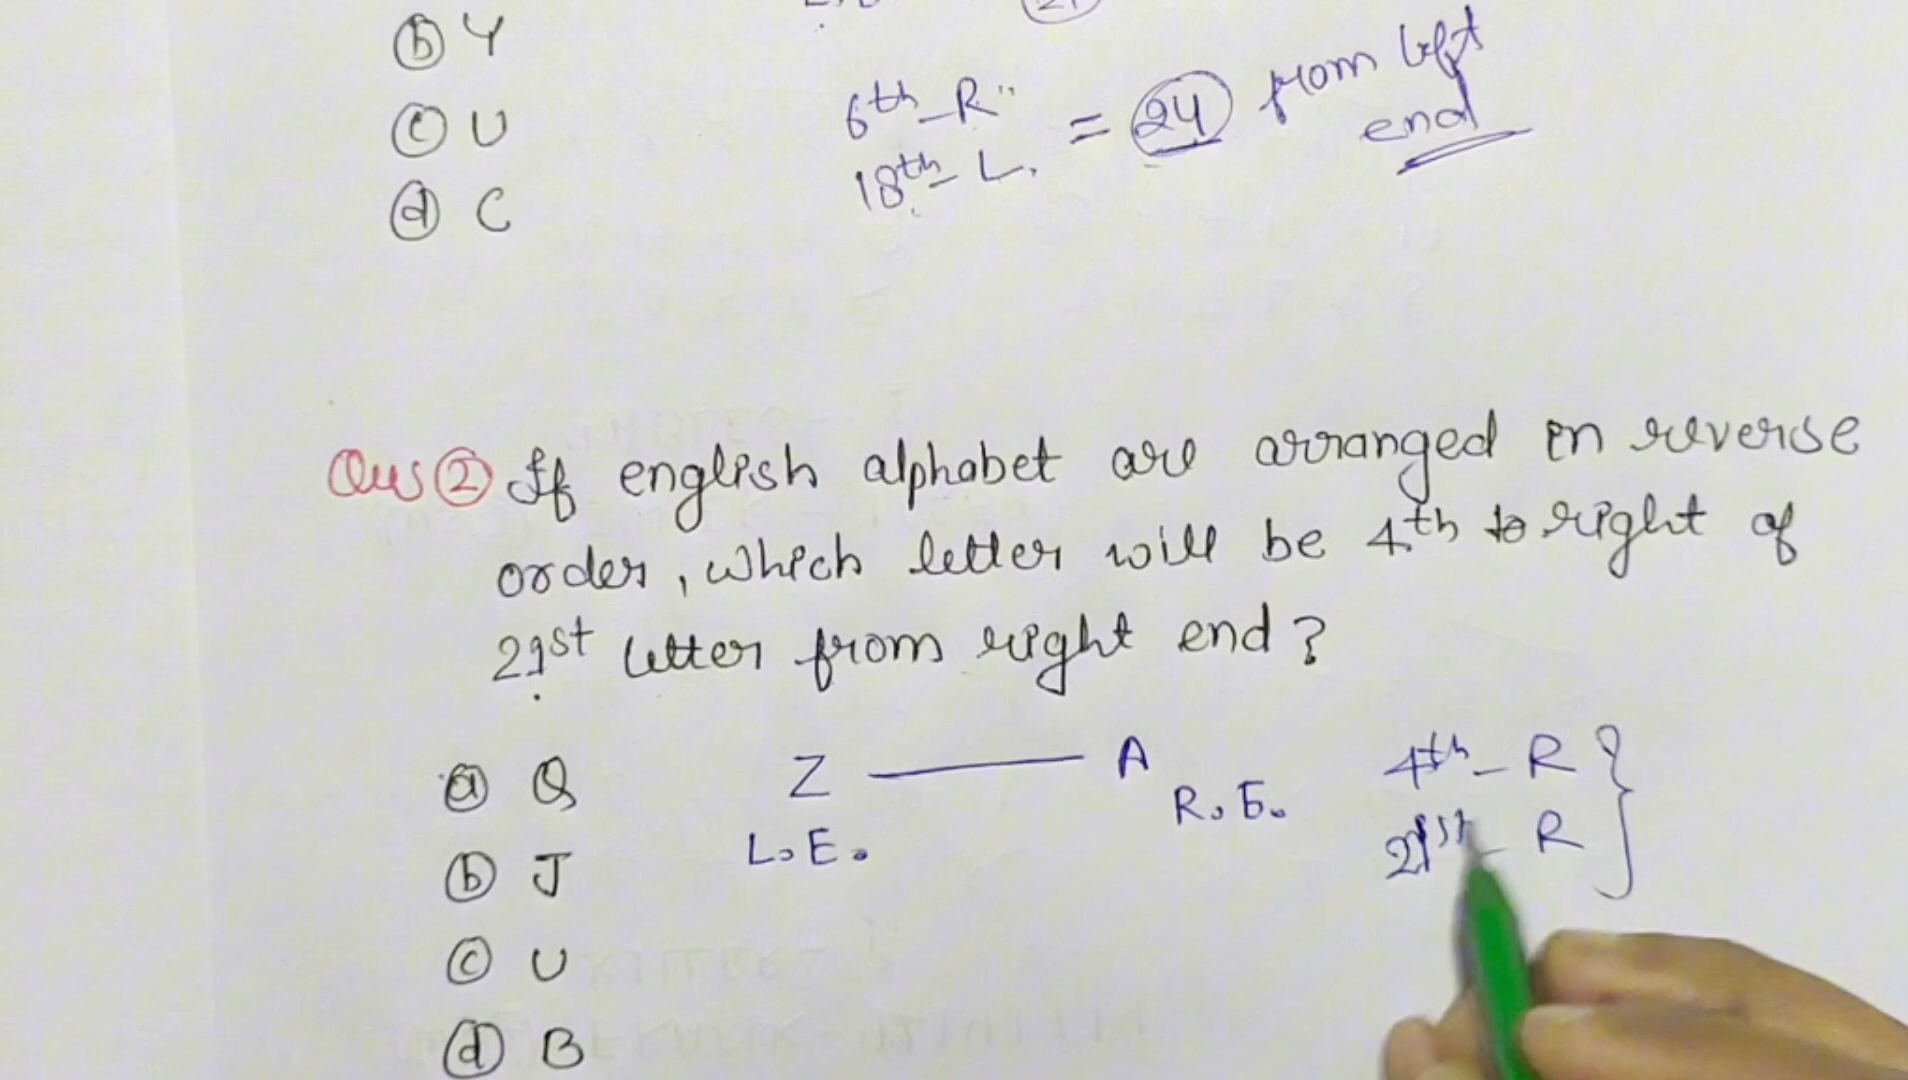 (b) Y
(c) U
(d) C
6th - R
18th - L. = (24) from left end
Ques (2) If english alphabet are arranged in reverse
order, which letter will be 4th to right of
21st letter from right end?
(a) Q
(b) J
(c) U
(d) B
Z ——— A
L.E. R.E.
4th - R }
21st - R